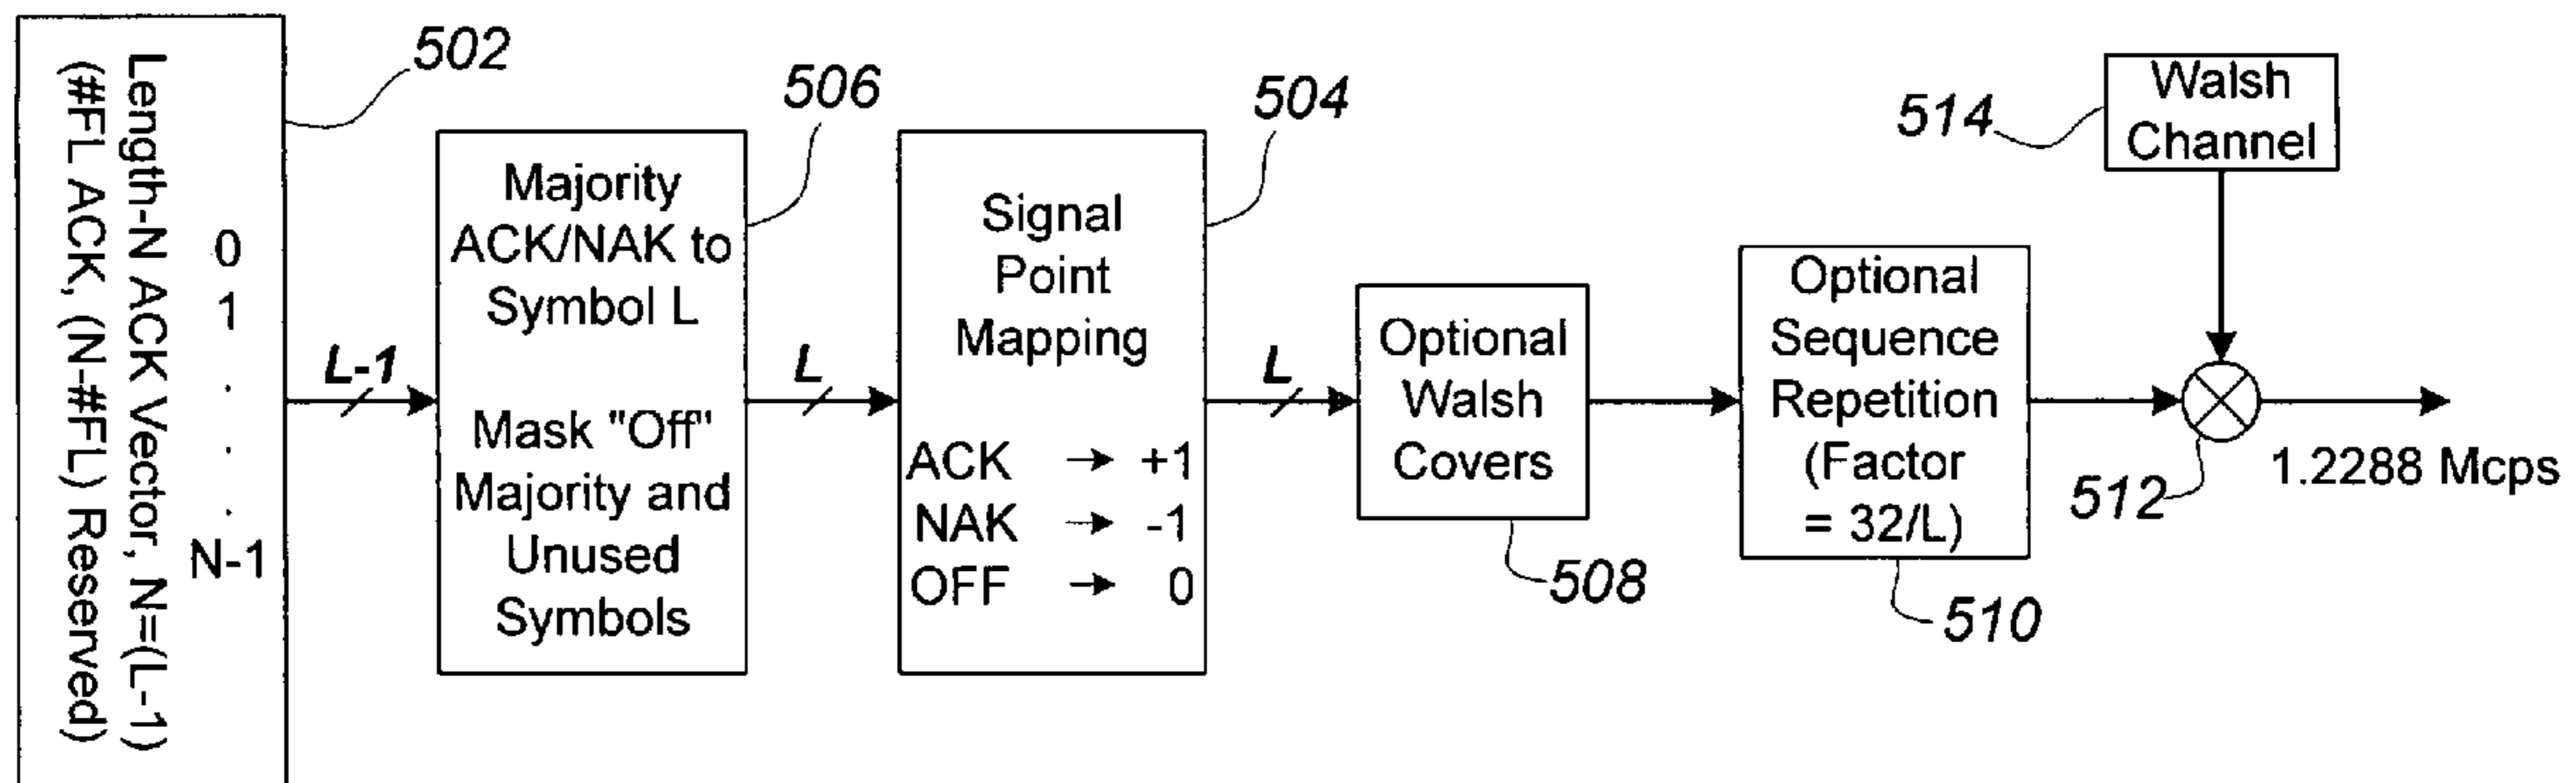 Length-N ACK Vector, N=(L-1)
(#FL ACK, (N-#FL) Reserved)
0
1
.
.
.
N-1
502
L-1
Majority
ACK/NAK to
Symbol L
Mask "Off"
Majority and
Unused
Symbols
506
L
Signal
Point
Mapping
ACK → +1
NAK → -1
OFF → 0
504
L
Optional
Walsh
Covers
508
Optional
Sequence
Repetition
(Factor
= 32/L)
510
Walsh
Channel
514
512
1.2288 Mcps